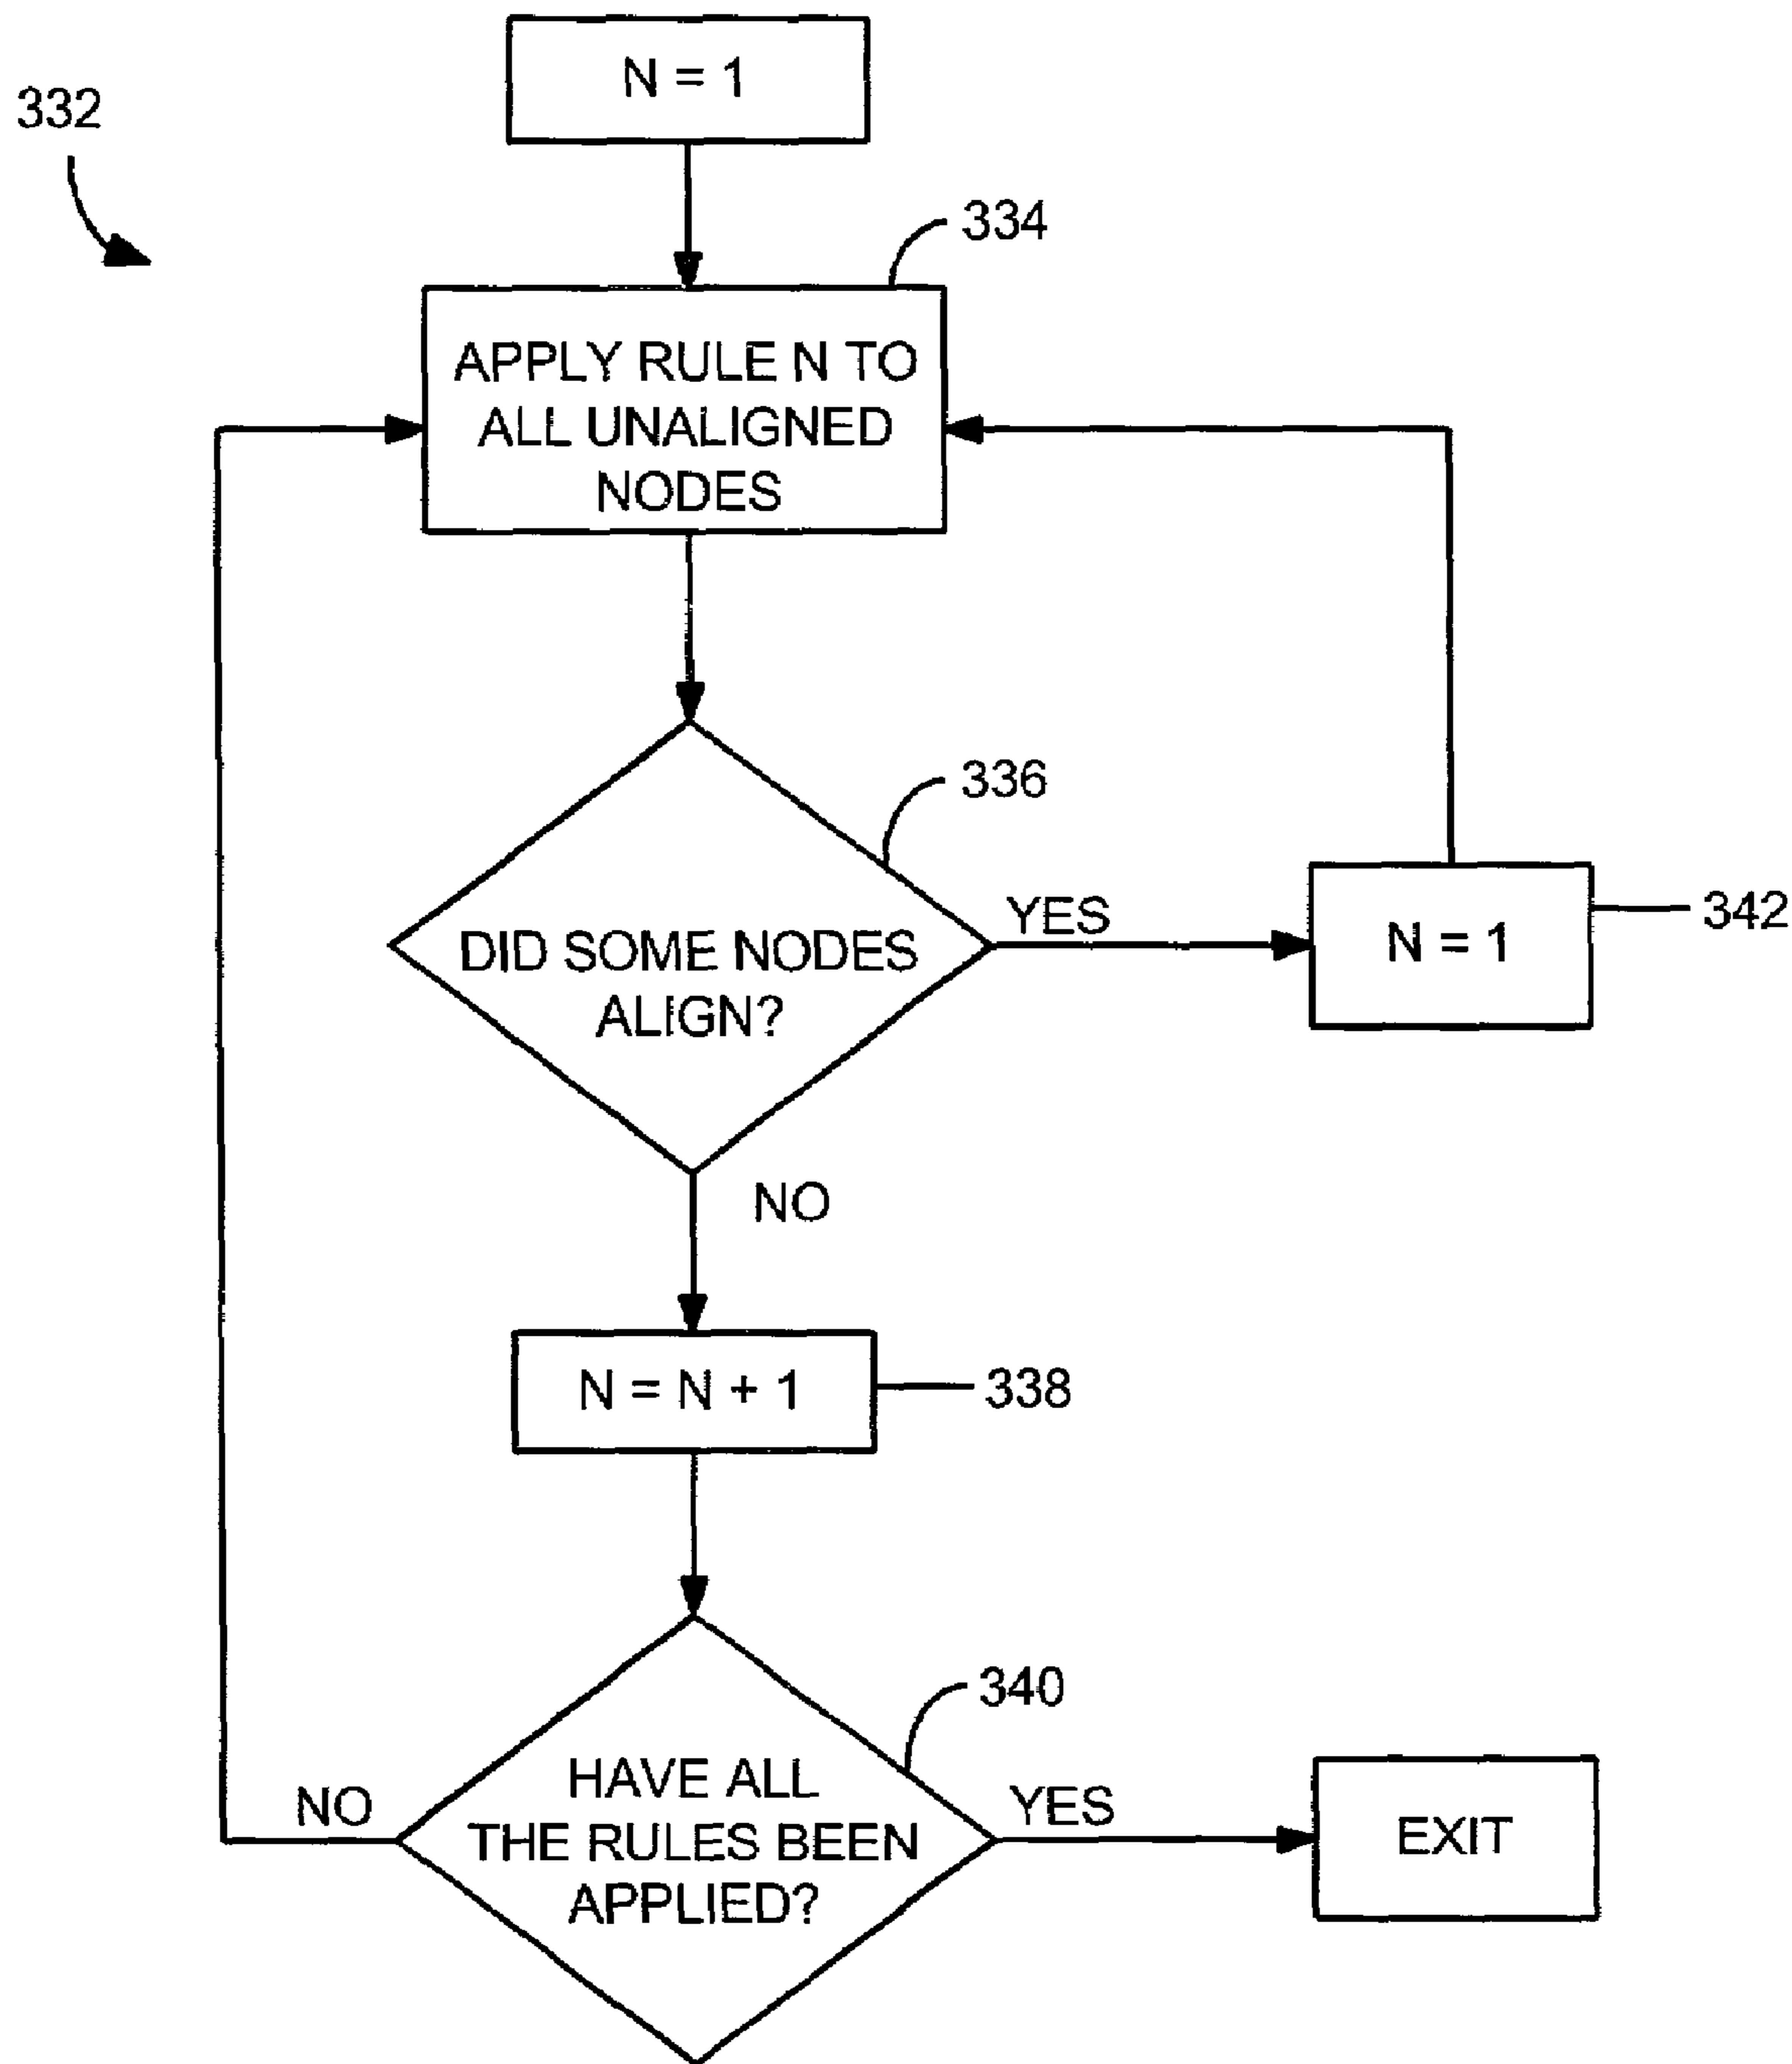 N = 1
332
334
APPLY RULE N TO
ALL UNALIGNED
NODES
336
DID SOME NODES
ALIGN?
YES
N = 1
342
NO
N = N + 1
338
340
HAVE ALL
THE RULES BEEN
APPLIED?
NO
YES
EXIT